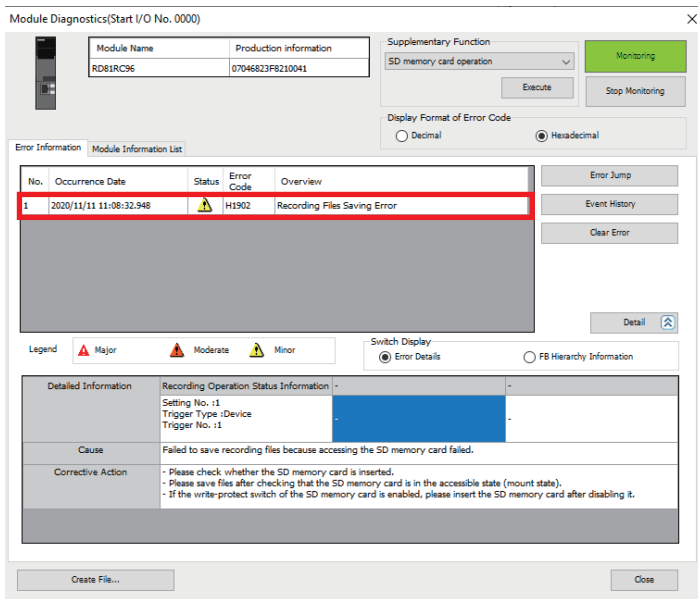 Module Diagnostics(Start I/O No. 0000)
Module Name
Production information
RD81RC96
07046823F8210041
Supplementary Function
SD memory card operation
Execute
Monitoring
Stop Monitoring
Display Format of Error Code
Decimal
Hexadecimal
Error Information
Module Information List
No.
Occurrence Date
Status
Error
Code
Overview
1
2020/11/11 11:08:32.948
H1902
Recording Files Saving Error
Error Jump
Event History
Clear Error
Detail
Legend
Major
Moderate
Minor
Switch Display
Error Details
FB Hierarchy Information
Detailed Information
Recording Operation Status Information
-
-
Setting No. :1
Trigger Type :Device
Trigger No. :1
-
-
Cause
Failed to save recording files because accessing the SD memory card failed.
Corrective Action
- Please check whether the SD memory card is inserted.
- Please save files after checking that the SD memory card is in the accessible state (mount state).
- If the write-protect switch of the SD memory card is enabled, please insert the SD memory card after disabling it.
Create File...
Close